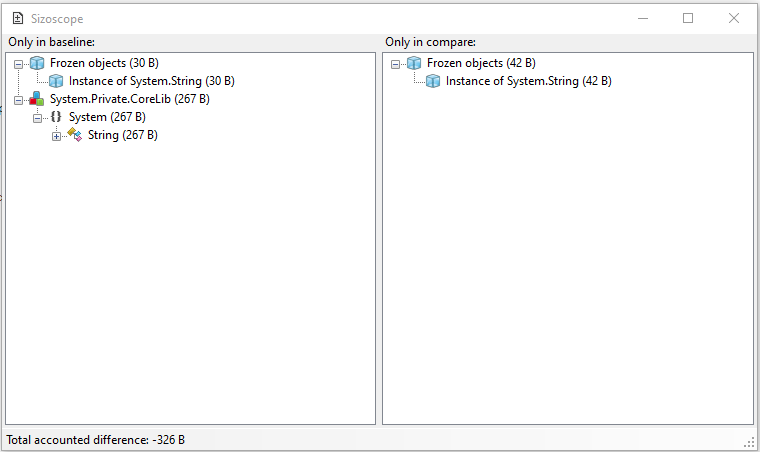 Sizoscope
Only in baseline:
Frozen objects (30 B)
Instance of System.String (30 B)
System.Private.CoreLib (267 B)
{} System (267 B)
String (267 B)
Only in compare:
Frozen objects (42 B)
Instance of System.String (42 B)
Total accounted difference: -326 B